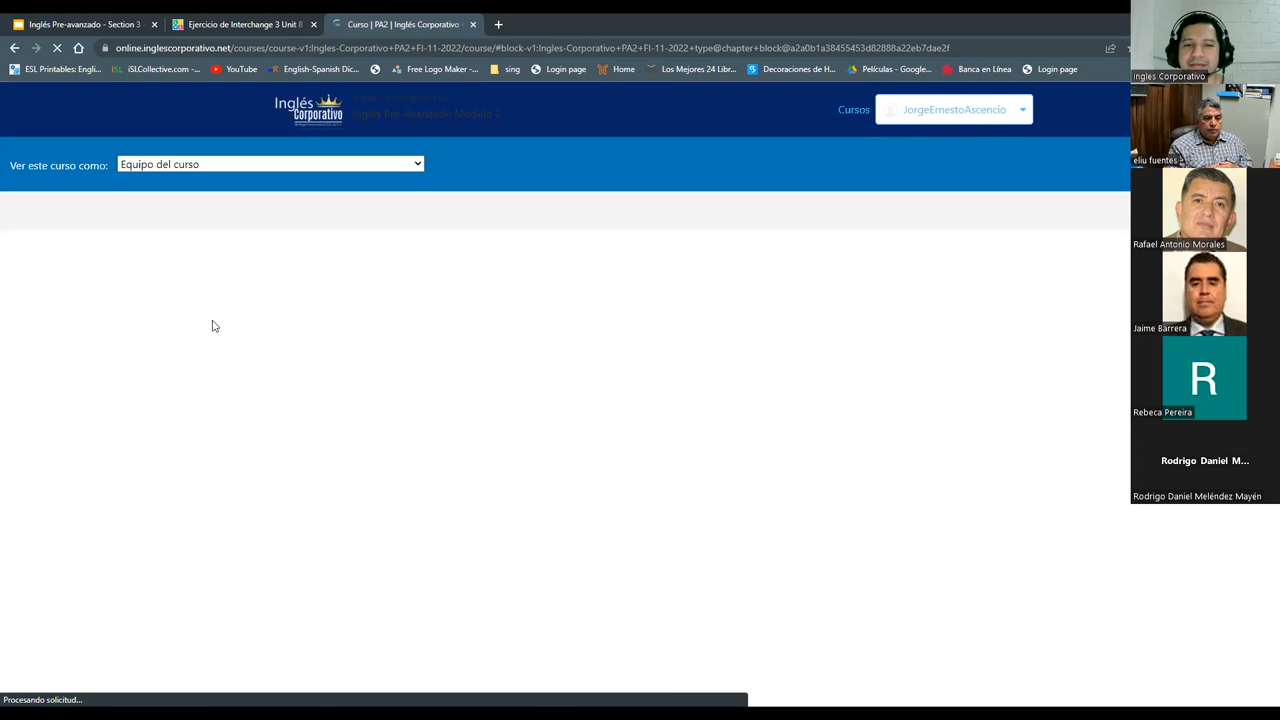 Inglés Pre-avanzado - Section 3
Ejercicio de Interchange 3 Unit 8
Curso | PA2 | Inglés Corporativo
online.inglescorporativo.net/courses/course-v1:Ingles-Corporativo+PA2+FI-11-2022/course/#block-v1:Ingles-Corporativo+PA2+FI-11-2022+type@chapter+block@a2a0b1a38455453d82888a22eb7dae2f
ESL Printables: Engli...
iSLCollective.com -...
YouTube
English-Spanish Dic...
Free Logo Maker -...
sing
Login page
Home
Los Mejores 24 Libr...
Decoraciones de H...
Películas - Google...
Banca en Línea
Login page
Inglés
Corporativo
Inglés Pre-Avanzado Module 2
Cursos
JorgeErnestoAscencio
Ver este curso como:
Equipo del curso
Procesando solicitud...
Ingles Corporativo
eliu fuentes
Rafael Antonio Morales
Jaime Barrera
R
Rebeca Pereira
Rodrigo Daniel M...
Rodrigo Daniel Meléndez Mayén